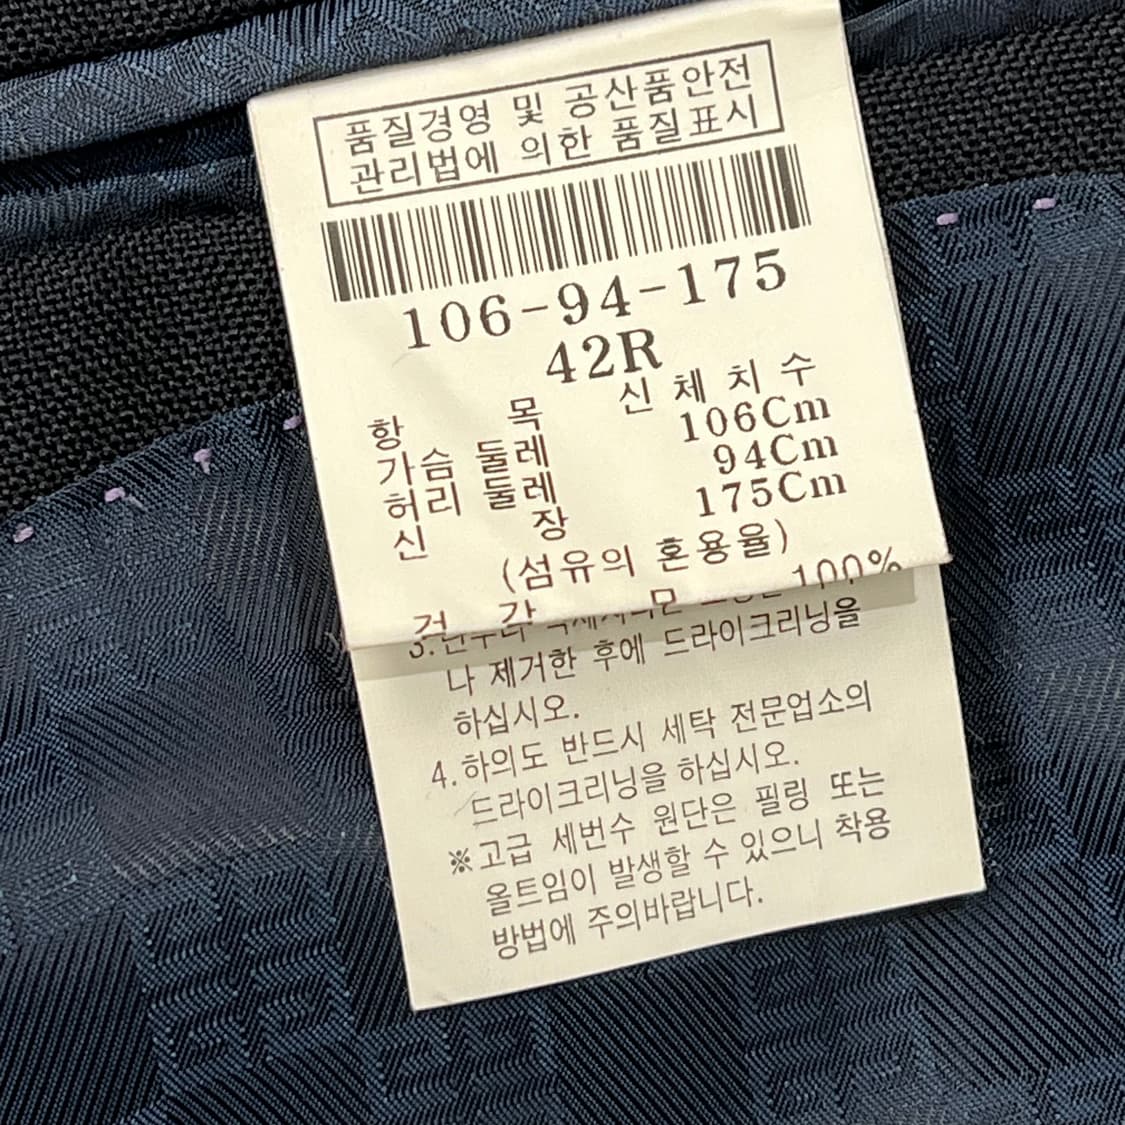 품질경영 및 공산품안전
관리법에 의한 품질표시
106-94-175
42R
항 목 신 체 치 수
가슴 둘레 106Cm
허리 둘레 94Cm
신 장 175Cm
(섬유의 혼용율)
100%
3.
나 제거한 후에 드라이크리닝을
하십시오.
4.하의도 반드시 세탁 전문업소의
드라이크리닝을 하십시오.
※고급 세번수 원단은 필링 또는
올트임이 발생할 수 있으니 착용
방법에 주의바랍니다.